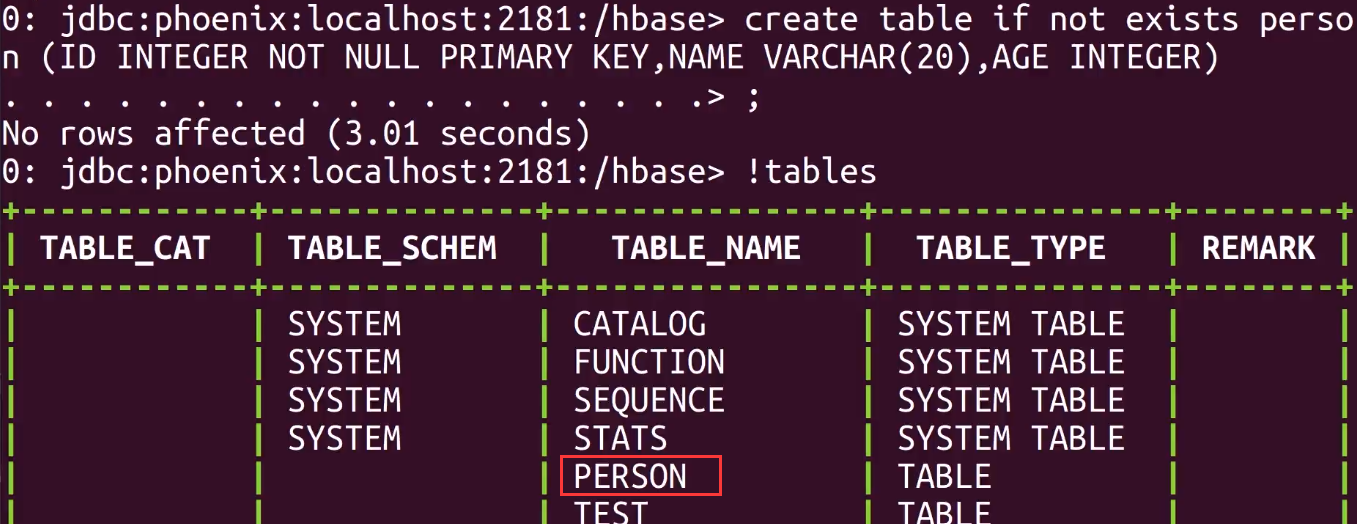 0: jdbc:phoenix:localhost:2181:/hbase> create table if not exists perso
n (ID INTEGER NOT NULL PRIMARY KEY,NAME VARCHAR(20),AGE INTEGER)
. . . . . . . . . . . . . . . . . . .> ;
No rows affected (3.01 seconds)
0: jdbc:phoenix:localhost:2181:/hbase> !tables
+------------+--------------+----------------+---------------+--------+
| TABLE_CAT | TABLE_SCHEM | TABLE_NAME | TABLE_TYPE | REMARK |
+------------+--------------+----------------+---------------+--------+
| | SYSTEM | CATALOG | SYSTEM TABLE | |
| | SYSTEM | FUNCTION | SYSTEM TABLE | |
| | SYSTEM | SEQUENCE | SYSTEM TABLE | |
| | SYSTEM | STATS | SYSTEM TABLE | |
| | | PERSON | TABLE | |
| | | TEST | TABLE | |